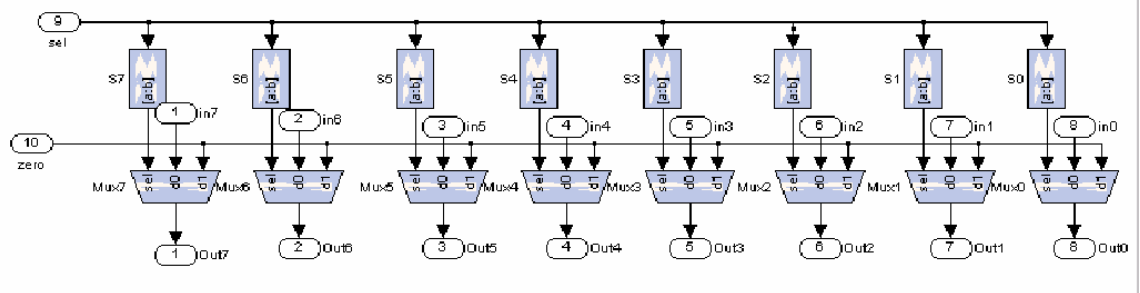 9
sel
S7 S6 S5 S4 S3 S2 S1 S0
[a:b] [a:b] [a:b] [a:b] [a:b] [a:b] [a:b] [a:b]
1 in7 2 in6 3 in5 4 in4 5 in3 6 in2 7 in1 8 in0
10
zero
Mux7 sel d0 d1 Mux6 sel d0 d1 Mux5 sel d0 d1 Mux4 sel d0 d1 Mux3 sel d0 d1 Mux2 sel d0 d1 Mux1 sel d0 d1 Mux0 sel d0 d1
1 Out7 2 Out6 3 Out5 4 Out4 5 Out3 6 Out2 7 Out1 8 Out0